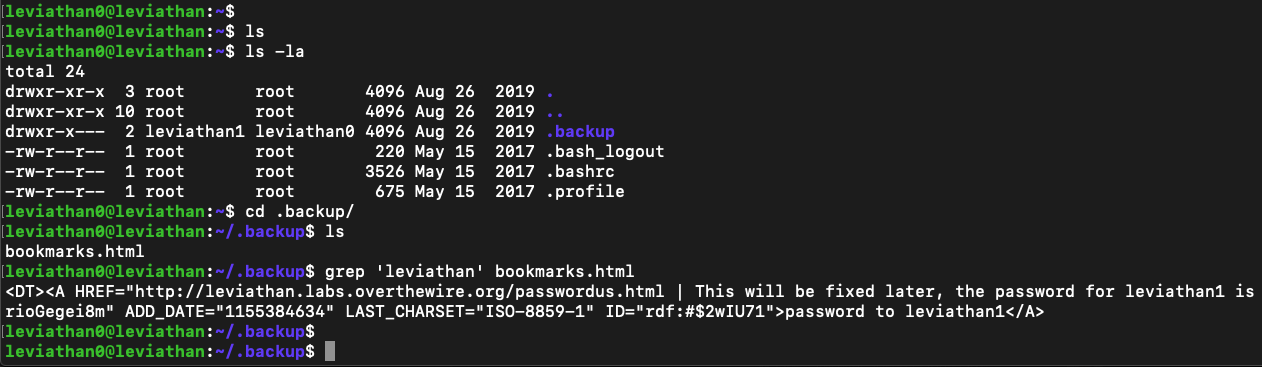 leviathan0@leviathan:~$
leviathan0@leviathan:~$ ls
leviathan0@leviathan:~$ ls -la
total 24
drwxr-xr-x  3 root       root       4096 Aug 26  2019 .
drwxr-xr-x 10 root       root       4096 Aug 26  2019 ..
drwxr-x---  2 leviathan1 leviathan0 4096 Aug 26  2019 .backup
-rw-r--r--  1 root       root        220 May 15  2017 .bash_logout
-rw-r--r--  1 root       root       3526 May 15  2017 .bashrc
-rw-r--r--  1 root       root        675 May 15  2017 .profile
leviathan0@leviathan:~$ cd .backup/
leviathan0@leviathan:~/.backup$ ls
bookmarks.html
leviathan0@leviathan:~/.backup$ grep 'leviathan' bookmarks.html
<DT><A HREF="http://leviathan.labs.overthewire.org/passwordus.html | This will be fixed later, the password for leviathan1 is
rioGegei8m" ADD_DATE="1155384634" LAST_CHARSET="ISO-8859-1" ID="rdf:#$2wIU71">password to leviathan1</A>
leviathan0@leviathan:~/.backup$
leviathan0@leviathan:~/.backup$